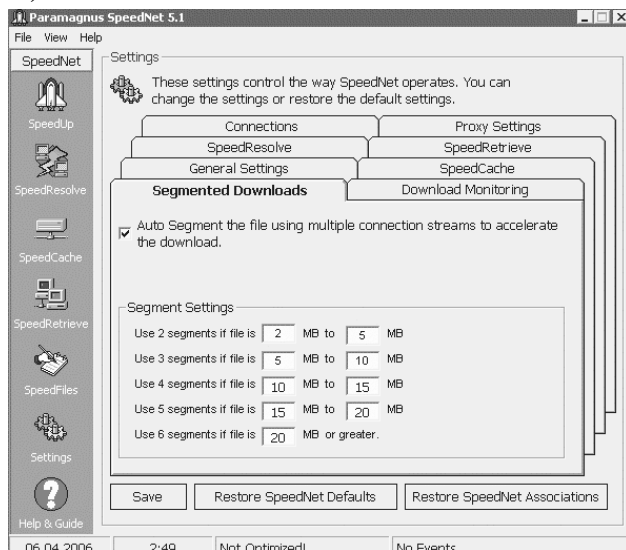 Paramagnus SpeedNet 5.1
File View Help
SpeedNet
SpeedUp
SpeedResolve
SpeedCache
SpeedRetrieve
SpeedFiles
Settings
Help & Guide
Settings
These settings control the way SpeedNet operates. You can
change the settings or restore the default settings.
Connections Proxy Settings
SpeedResolve SpeedRetrieve
General Settings SpeedCache
Segmented Downloads Download Monitoring
Auto Segment the file using multiple connection streams to accelerate
the download.
Segment Settings
Use 2 segments if file is 2 MB to 5 MB
Use 3 segments if file is 5 MB to 10 MB
Use 4 segments if file is 10 MB to 15 MB
Use 5 segments if file is 15 MB to 20 MB
Use 6 segments if file is 20 MB or greater.
Save Restore SpeedNet Defaults Restore SpeedNet Associations
06.04.2006 2:49 Not Optimized! No Events